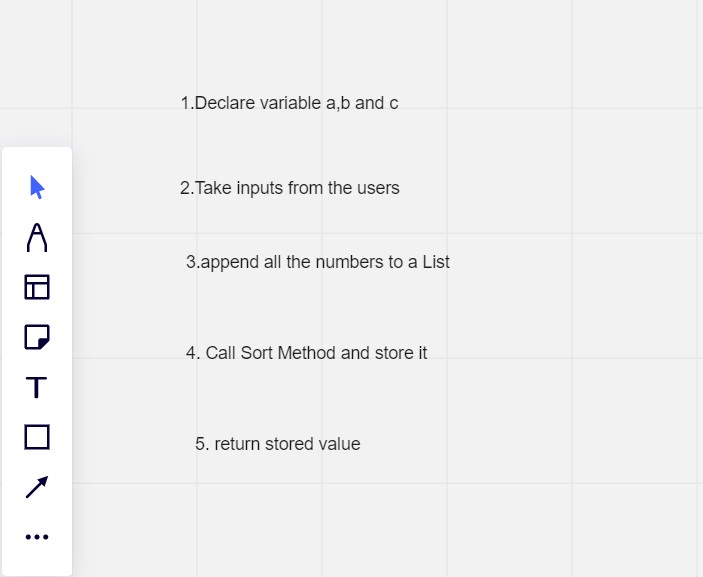 1.Declare variable a,b and c
2.Take inputs from the users
3.append all the numbers to a List
4. Call Sort Method and store it
5. return stored value